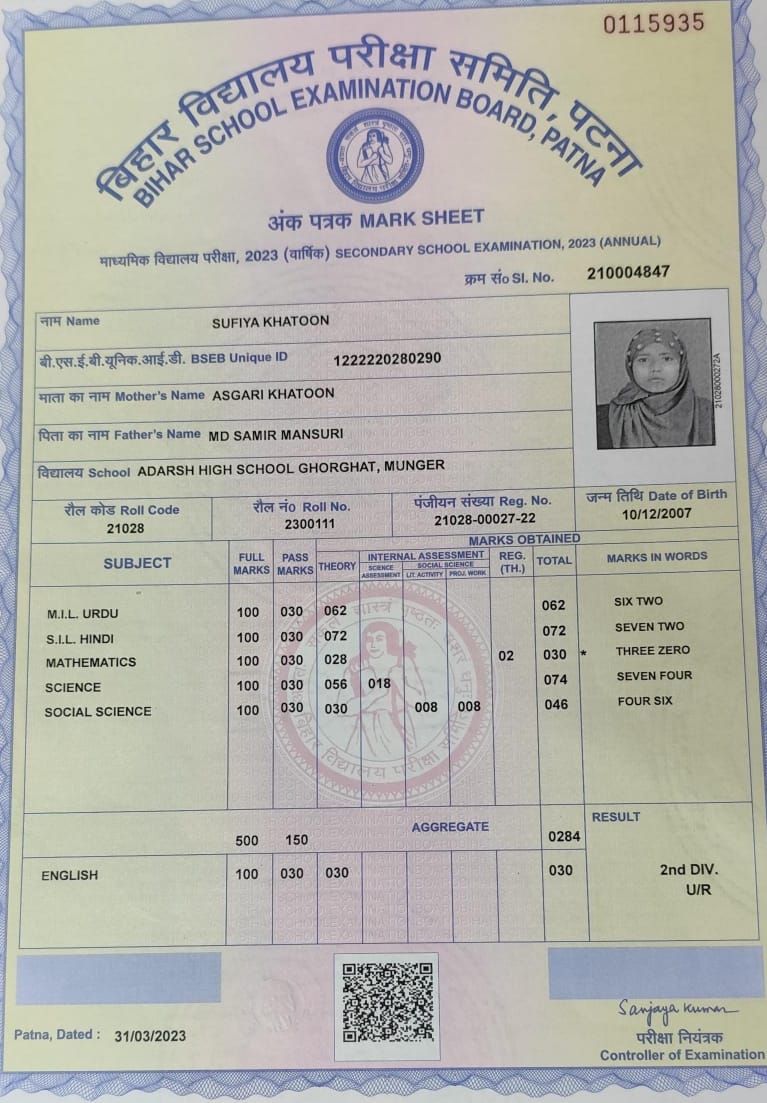 0115935
बिहार विद्यालय परीक्षा समिति, पटना
BIHAR SCHOOL EXAMINATION BOARD, PATNA
अंक पत्रक MARK SHEET
माध्यमिक विद्यालय परीक्षा, 2023 (वार्षिक) SECONDARY SCHOOL EXAMINATION, 2023 (ANNUAL)
क्रम सं० Sl. No. 210004847
नाम Name SUFIYA KHATOON
बी.एस.ई.बी.यूनिक.आई.डी. BSEB Unique ID 1222220280290
माता का नाम Mother's Name ASGARI KHATOON
पिता का नाम Father's Name MD SAMIR MANSURI
विद्यालय School ADARSH HIGH SCHOOL GHORGHAT, MUNGER
21028000272A
रौल कोड Roll Code रौल नं० Roll No. पंजीयन संख्या Reg. No. जन्म तिथि Date of Birth
21028 2300111 21028-00027-22 10/12/2007
MARKS OBTAINED
SUBJECT FULL MARKS PASS MARKS THEORY INTERNAL ASSESSMENT REG. (TH.) TOTAL MARKS IN WORDS
SCIENCE ASSESSMENT SOCIAL SCIENCE
LIT. ACTIVITY PROJ. WORK
M.I.L. URDU 100 030 062 062 SIX TWO
S.I.L. HINDI 100 030 072 072 SEVEN TWO
MATHEMATICS 100 030 028 02 030 * THREE ZERO
SCIENCE 100 030 056 018 074 SEVEN FOUR
SOCIAL SCIENCE 100 030 030 008 008 046 FOUR SIX
500 150 AGGREGATE 0284 RESULT
ENGLISH 100 030 030 030 2nd DIV.
U/R
Patna, Dated : 31/03/2023
Sanjaya Kumar
परीक्षा नियंत्रक
Controller of Examination